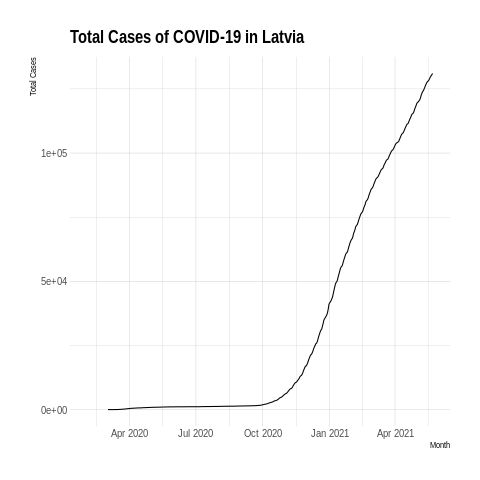 Total Cases of COVID-19 in Latvia
Total Cases
1e+05
5e+04
0e+00
Apr 2020 Jul 2020 Oct 2020 Jan 2021 Apr 2021
Month